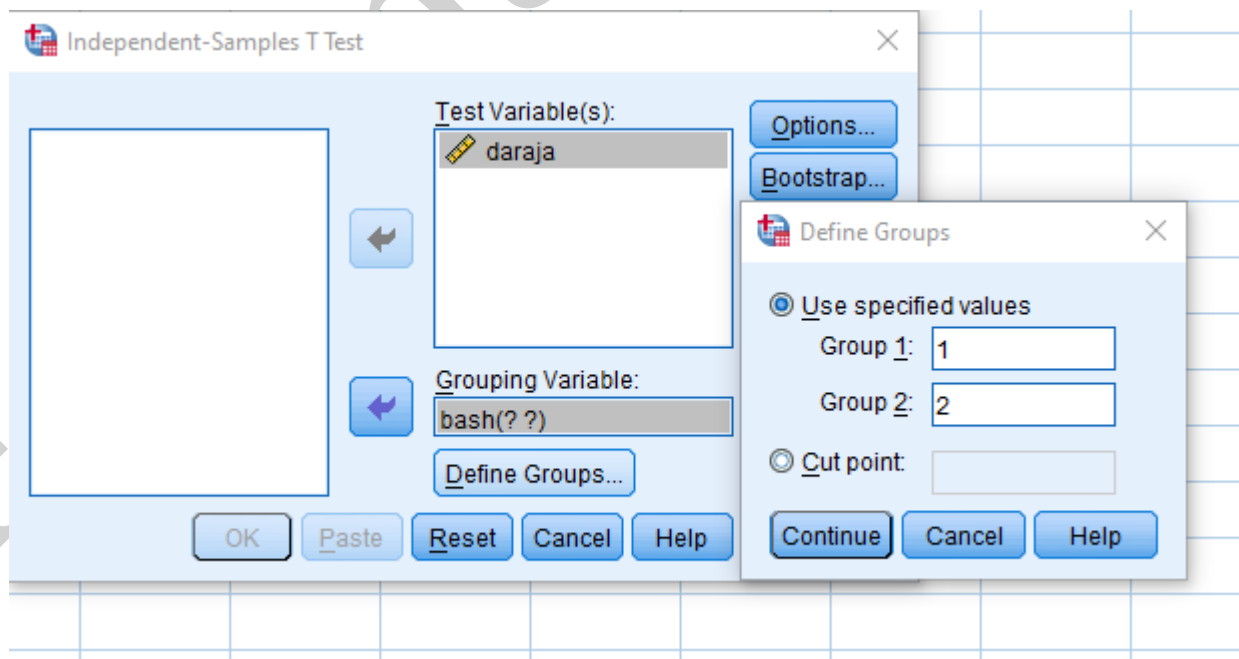 Independent-Samples T Test
Test Variable(s):
daraja
Options...
Bootstrap...
Grouping Variable:
bash(? ?)
Define Groups...
OK Paste Reset Cancel Help
Define Groups
Use specified values
Group 1: 1
Group 2: 2
Cut point:
Continue Cancel Help